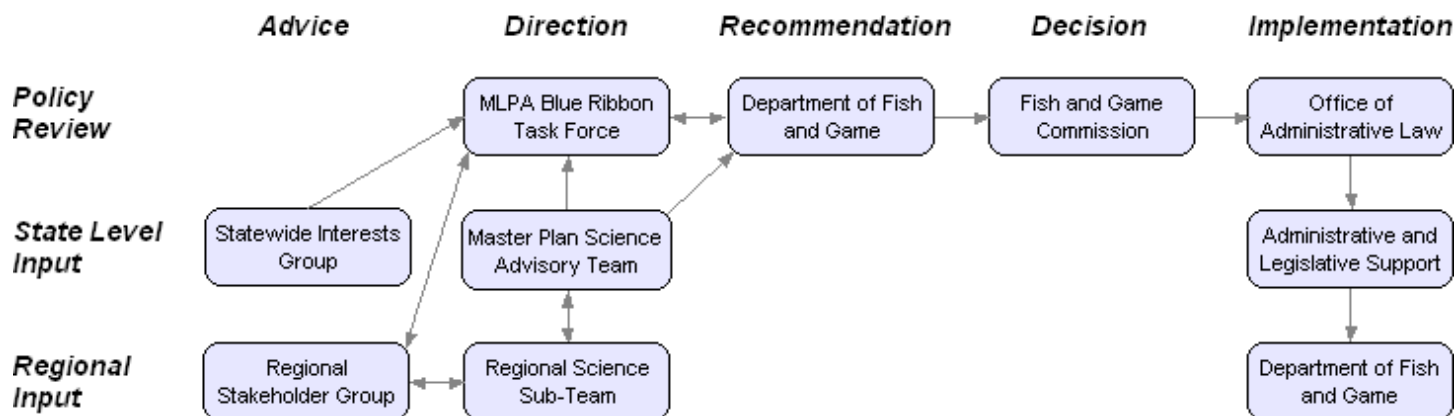 Advice
Direction
Recommendation
Decision
Implementation
Policy
Review
MLPA Blue Ribbon
Task Force
Department of Fish
and Game
Fish and Game
Commission
Office of
Administrative Law
State Level
Input
Statewide Interests
Group
Master Plan Science
Advisory Team
Administrative and
Legislative Support
Regional
Input
Regional
Stakeholder Group
Regional Science
Sub-Team
Department of Fish
and Game